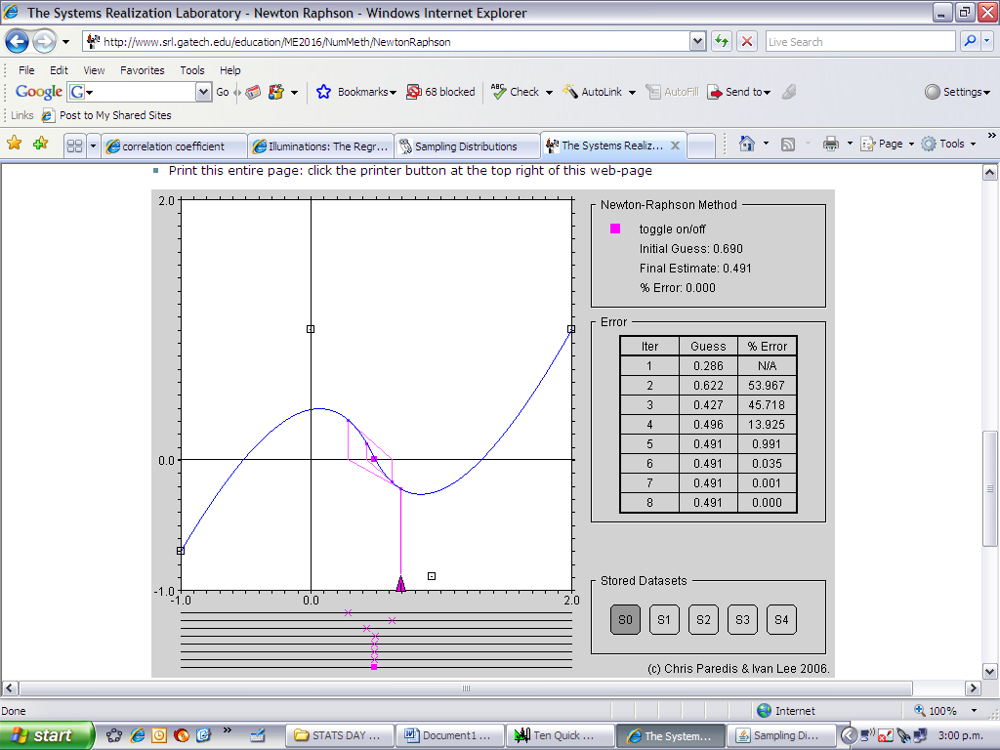 The Systems Realization Laboratory - Newton Raphson - Windows Internet Explorer
http://www.srl.gatech.edu/education/ME2016/NumMeth/NewtonRaphson
Live Search
File Edit View Favorites Tools Help
Google G Go Bookmarks 68 blocked ABC Check AutoLink AutoFill Send to Settings
Links Post to My Shared Sites
correlation coefficient Illuminations: The Regr... Sampling Distributions The Systems Realiz... Page Tools
Print this entire page: click the printer button at the top right of this web-page
2.0
0.0
-1.0
-1.0 0.0 2.0
Newton-Raphson Method
toggle on/off
Initial Guess: 0.690
Final Estimate: 0.491
% Error: 0.000
Error
Iter Guess % Error
1 0.286 N/A
2 0.622 53.967
3 0.427 45.718
4 0.496 13.925
5 0.491 0.991
6 0.491 0.035
7 0.491 0.001
8 0.491 0.000
Stored Datasets
S0 S1 S2 S3 S4
(c) Chris Paredis & Ivan Lee 2006.
Done Internet 100%
start STATS DAY ... Document1 ... Ten Quick ... The System... Sampling Di... 3:00 p.m.